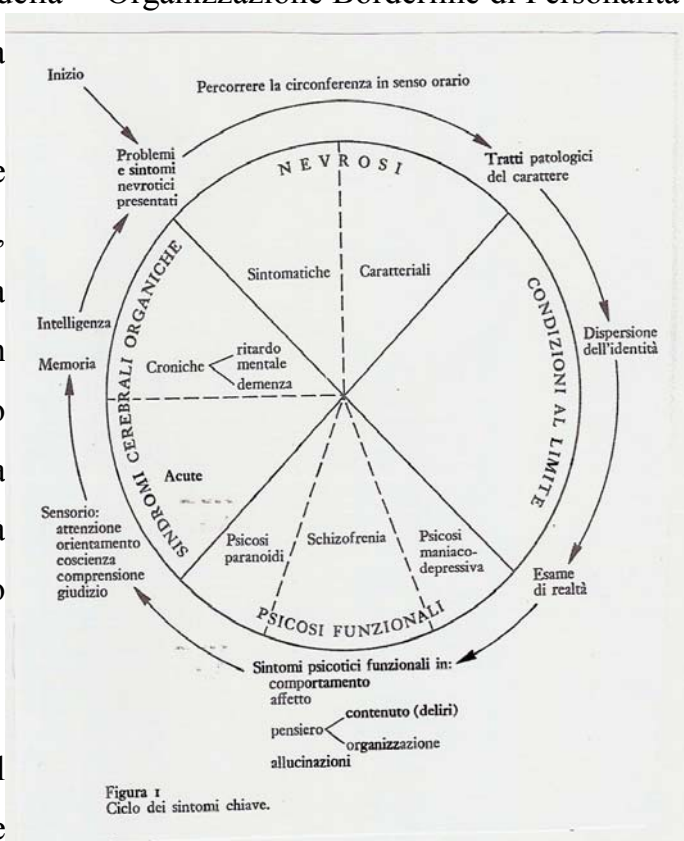 Organizzazione Borderline di Personalità
Inizio
Percorrere la circonferenza in senso orario
Problemi
e sintomi
nevrotici
presentati
Tratti patologici
del carattere
NEVROSI
Sintomatiche
Caratteriali
CONDIZIONI AL LIMITE
Dispersione
dell'identità
Esame
di realtà
PSICOSI FUNZIONALI
Psicosi
maniaco-
depressiva
Schizofrenia
Psicosi
paranoidi
Sintomi psicotici funzionali in:
comportamento
affetto
pensiero
contenuto (deliri)
organizzazione
allucinazioni
SINDROMI CEREBRALI ORGANICHE
Acute
Croniche
ritardo
mentale
demenza
Sensorio:
attenzione
orientamento
coscienza
comprensione
giudizio
Memoria
Intelligenza
Figura 1
Ciclo dei sintomi chiave.